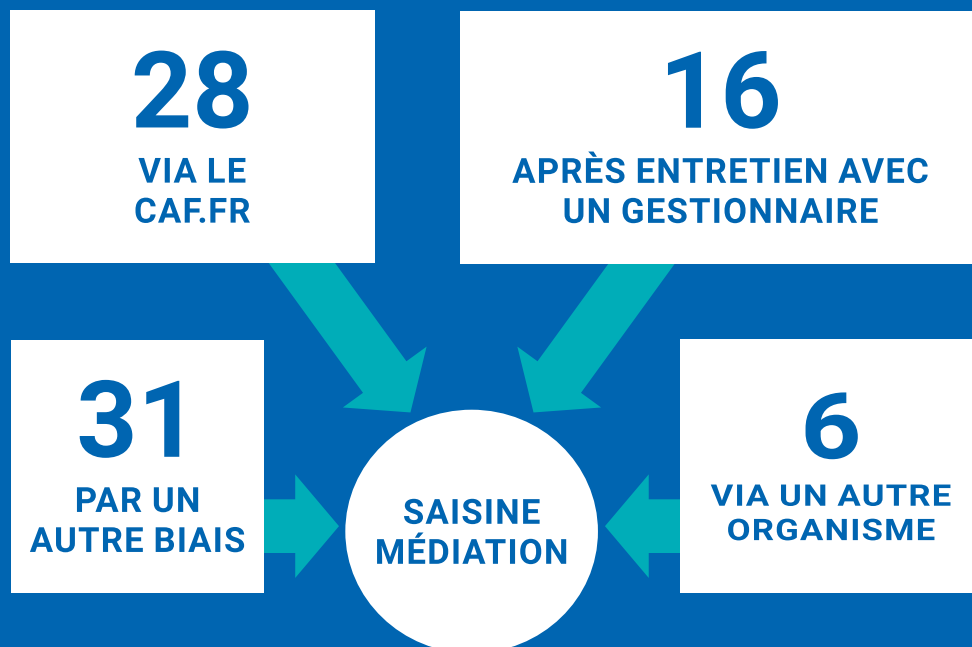 28
VIA LE
CAF.FR
16
APRÈS ENTRETIEN AVEC
UN GESTIONNAIRE
31
PAR UN
AUTRE BIAIS
SAISINE
MÉDIATION
6
VIA UN AUTRE
ORGANISME